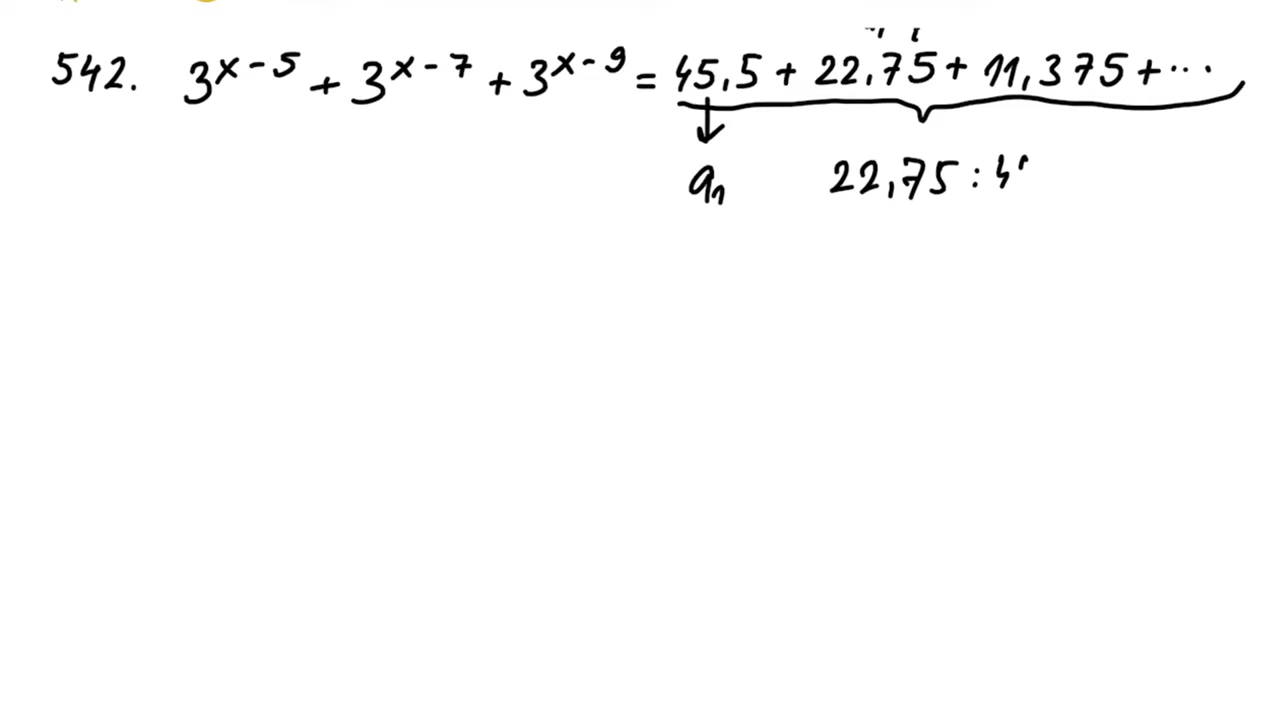 542. 3^{x-5} + 3^{x-7} + 3^{x-9} = 45,5 + 22,75 + 11,375 + ...
a₁ 22,75 :